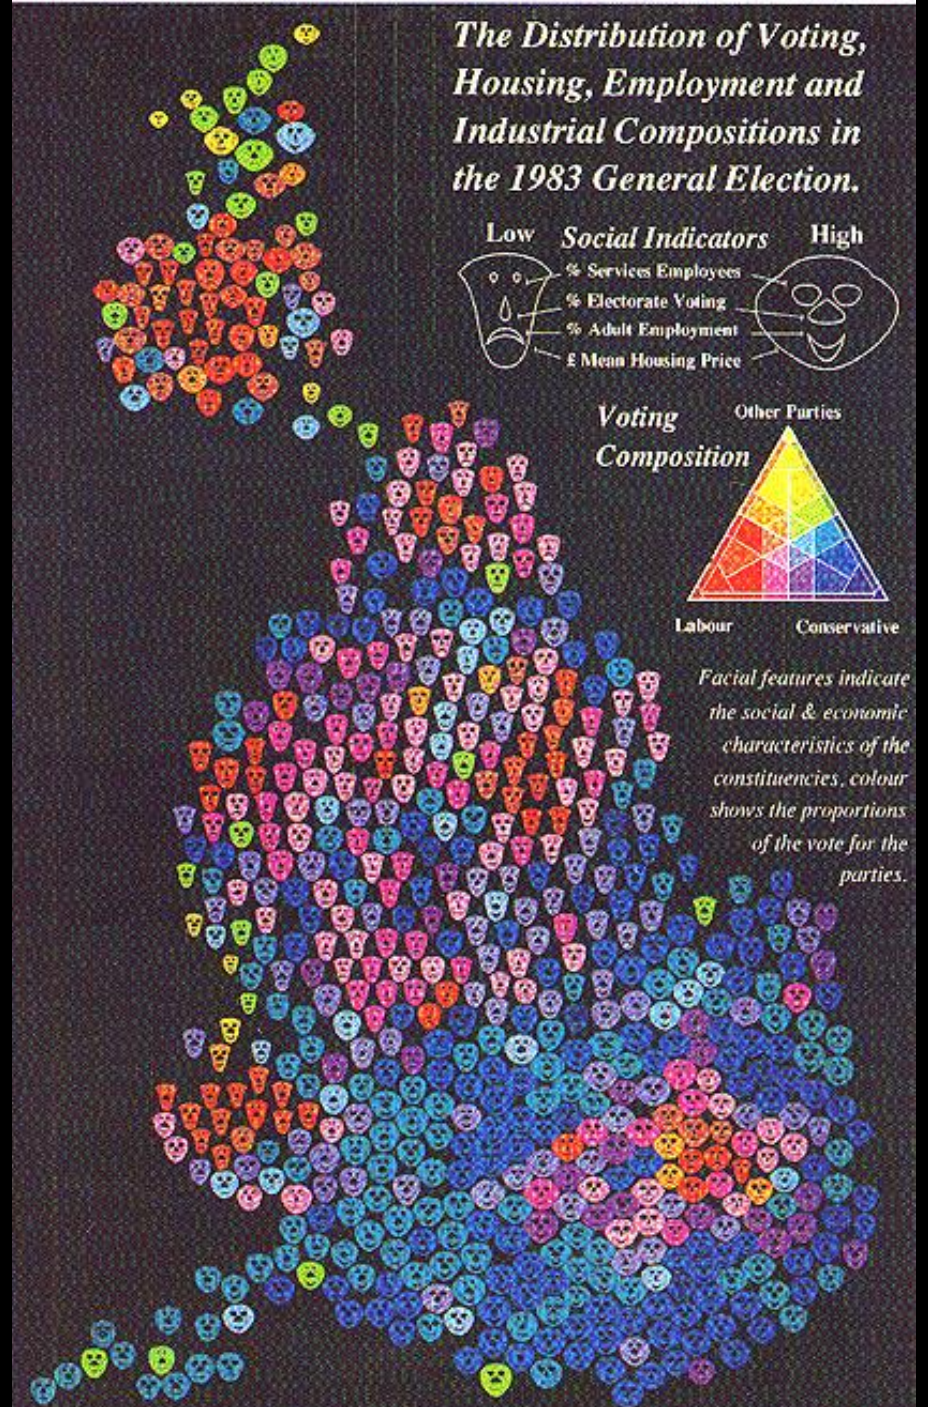 The Distribution of Voting,
Housing, Employment and
Industrial Compositions in
the 1983 General Election.
Low Social Indicators High
% Services Employees
% Electorate Voting
% Adult Employment
£ Mean Housing Price
Voting
Composition
Other Parties
Labour Conservative
Facial features indicate
the social & economic
characteristics of the
constituencies, colour
shows the proportions
of the vote for the
parties.